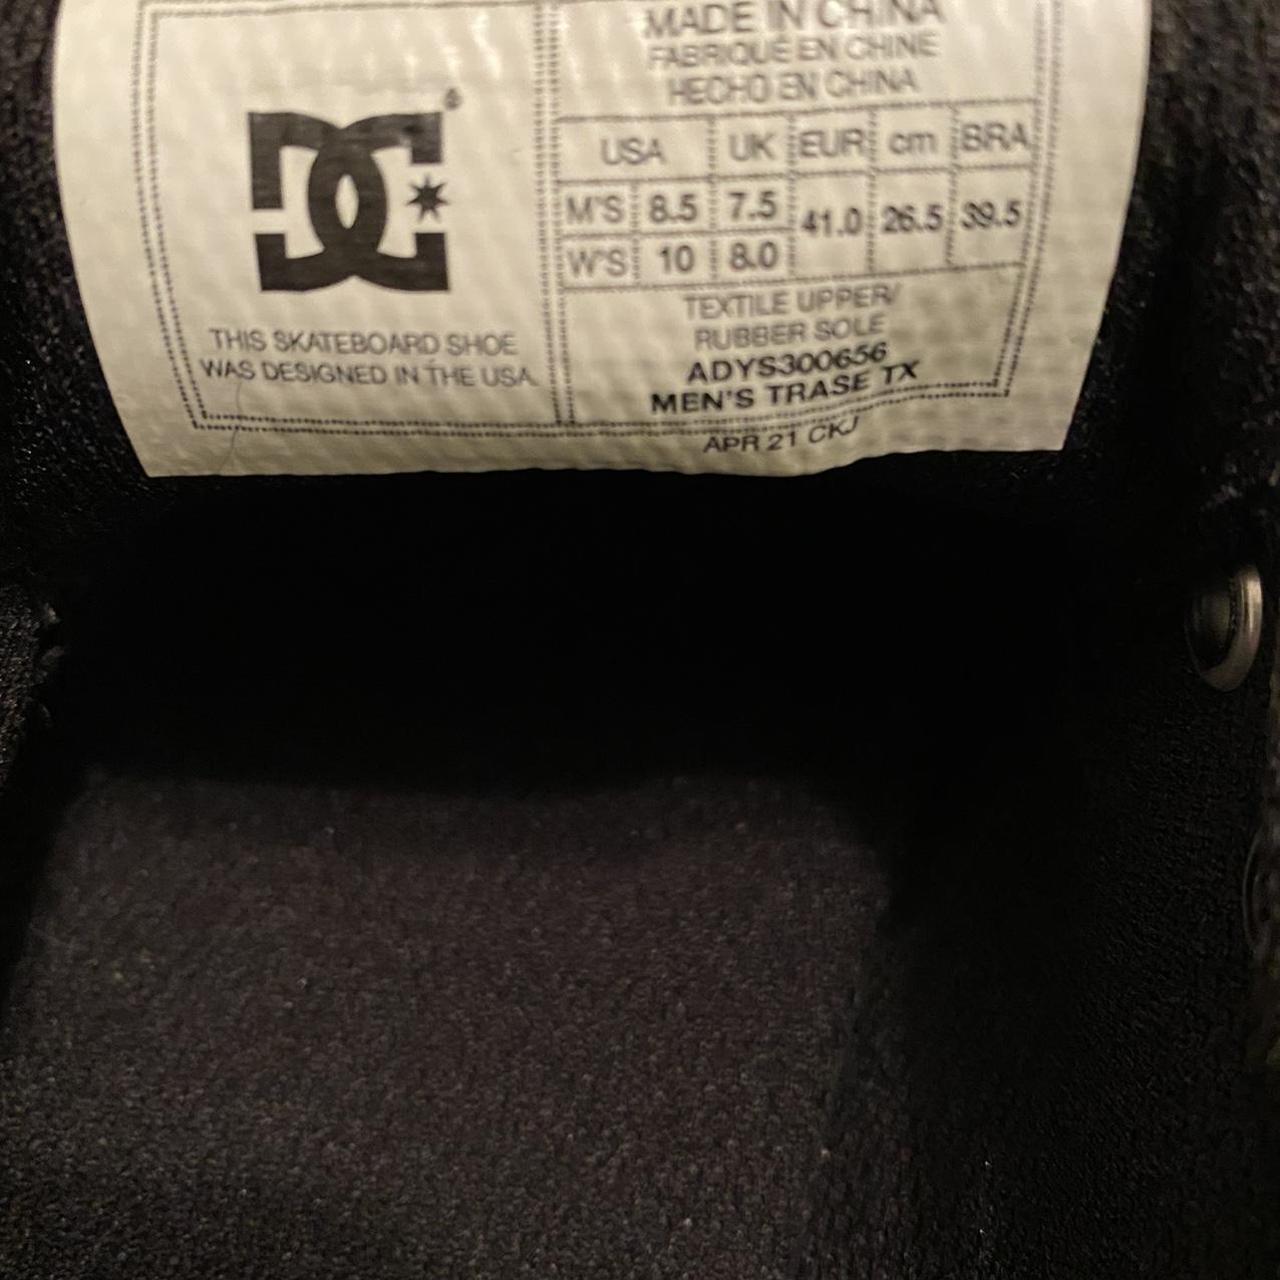 DC
®
THIS SKATEBOARD SHOE
WAS DESIGNED IN THE USA.
MADE IN CHINA
FABRIQUÉ EN CHINE
HECHO EN CHINA
USA UK EUR cm BRA
M'S 8.5 7.5 41.0 26.5 39.5
W'S 10 8.0
TEXTILE UPPER/
RUBBER SOLE
ADYS300656
MEN'S TRASE TX
APR 21 CKJ